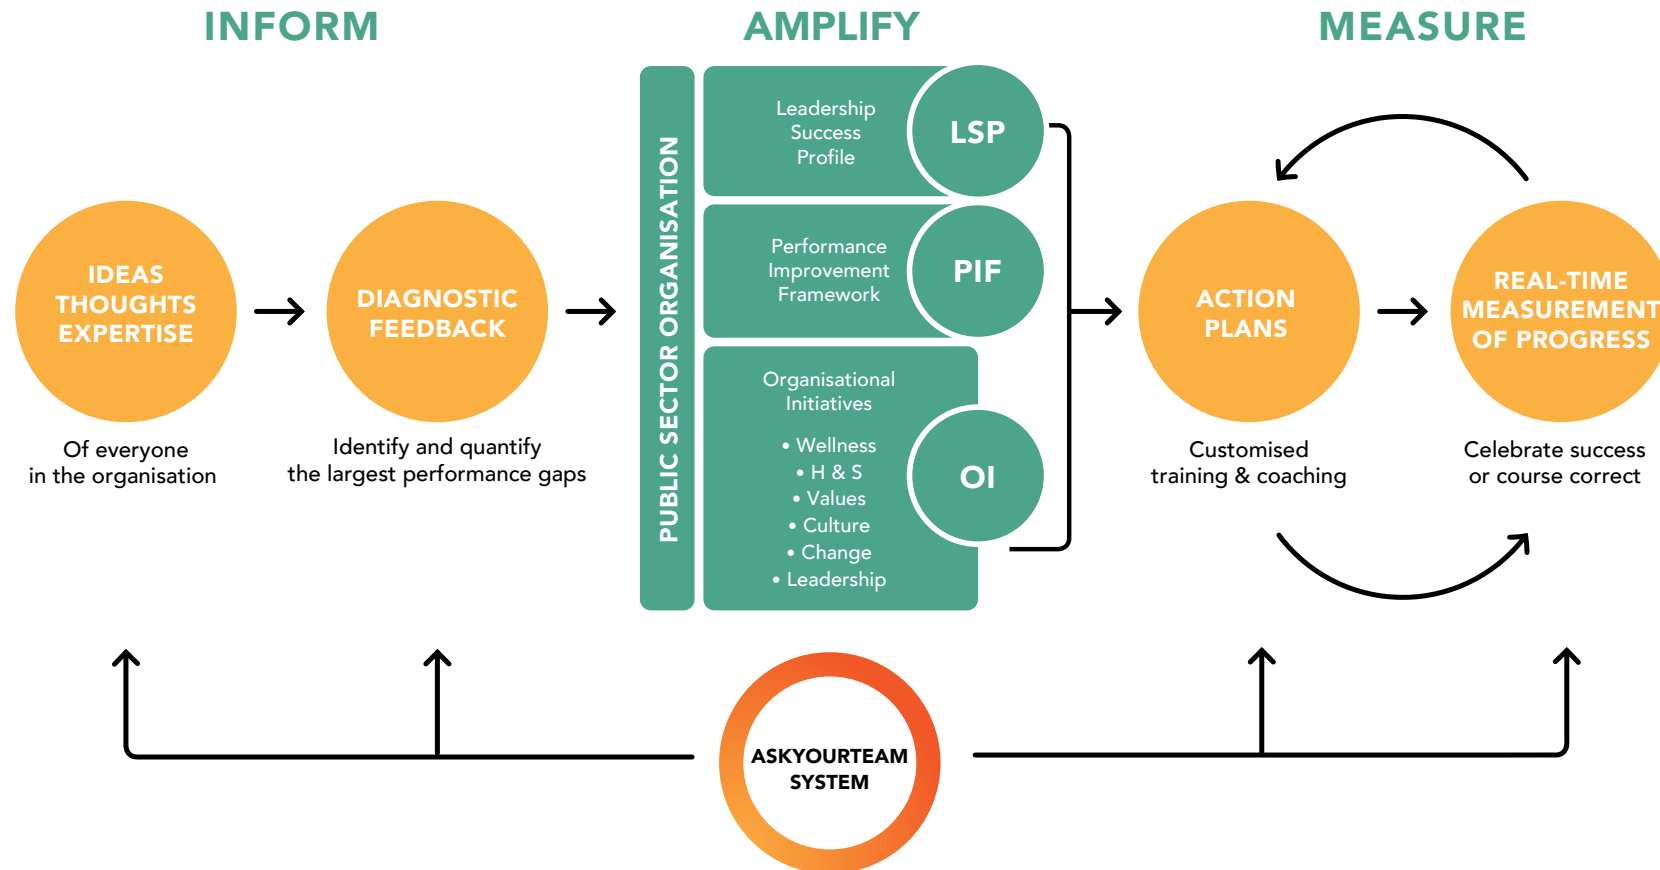 INFORM
AMPLIFY
MEASURE
IDEAS
THOUGHTS
EXPERTISE
Of everyone
in the organisation
DIAGNOSTIC
FEEDBACK
Identify and quantify
the largest performance gaps
PUBLIC SECTOR ORGANISATION
Leadership
Success
Profile
LSP
Performance
Improvement
Framework
PIF
Organisational
Initiatives
• Wellness
• H & S
• Values
• Culture
• Change
• Leadership
OI
ACTION
PLANS
Customised
training & coaching
REAL-TIME
MEASUREMENT
OF PROGRESS
Celebrate success
or course correct
ASKYOURTEAM
SYSTEM